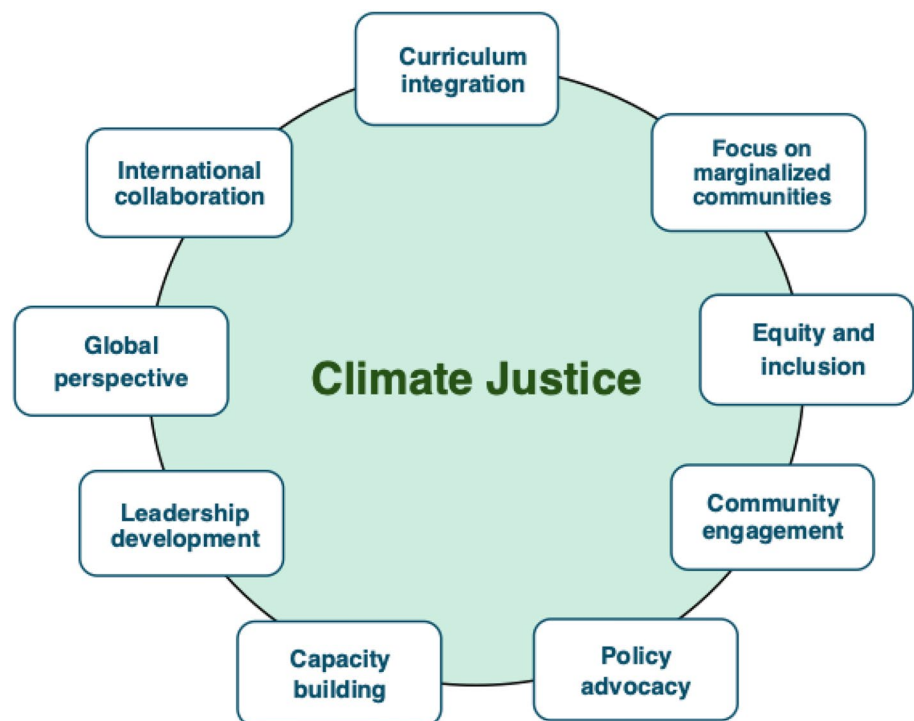 Curriculum
integration
Focus on
marginalized
communities
Equity and
inclusion
Community
engagement
Policy
advocacy
Capacity
building
Leadership
development
Global
perspective
International
collaboration
Climate Justice